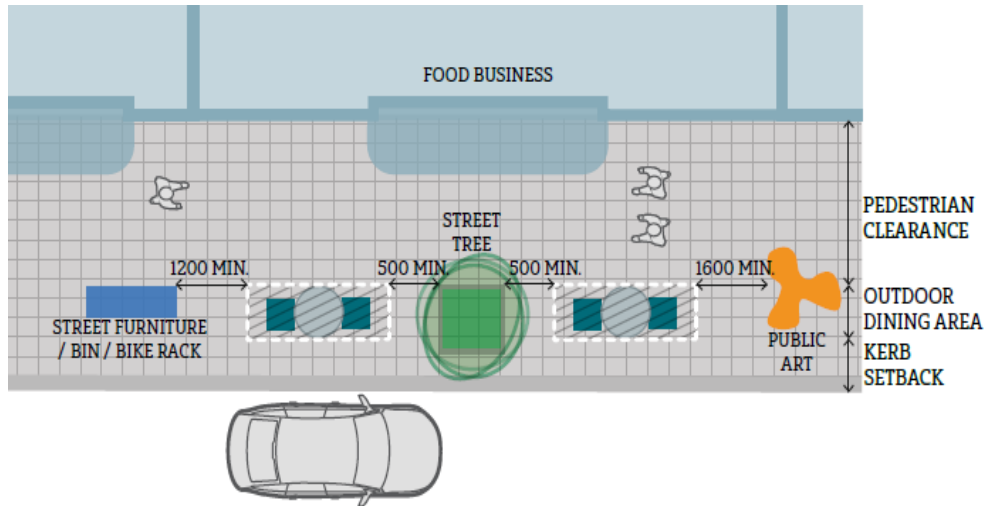 FOOD BUSINESS
PEDESTRIAN
CLEARANCE
STREET
TREE
1200 MIN.
500 MIN.
500 MIN.
1600 MIN.
OUTDOOR
DINING AREA
STREET FURNITURE
/ BIN / BIKE RACK
PUBLIC
ART
KERB
SETBACK